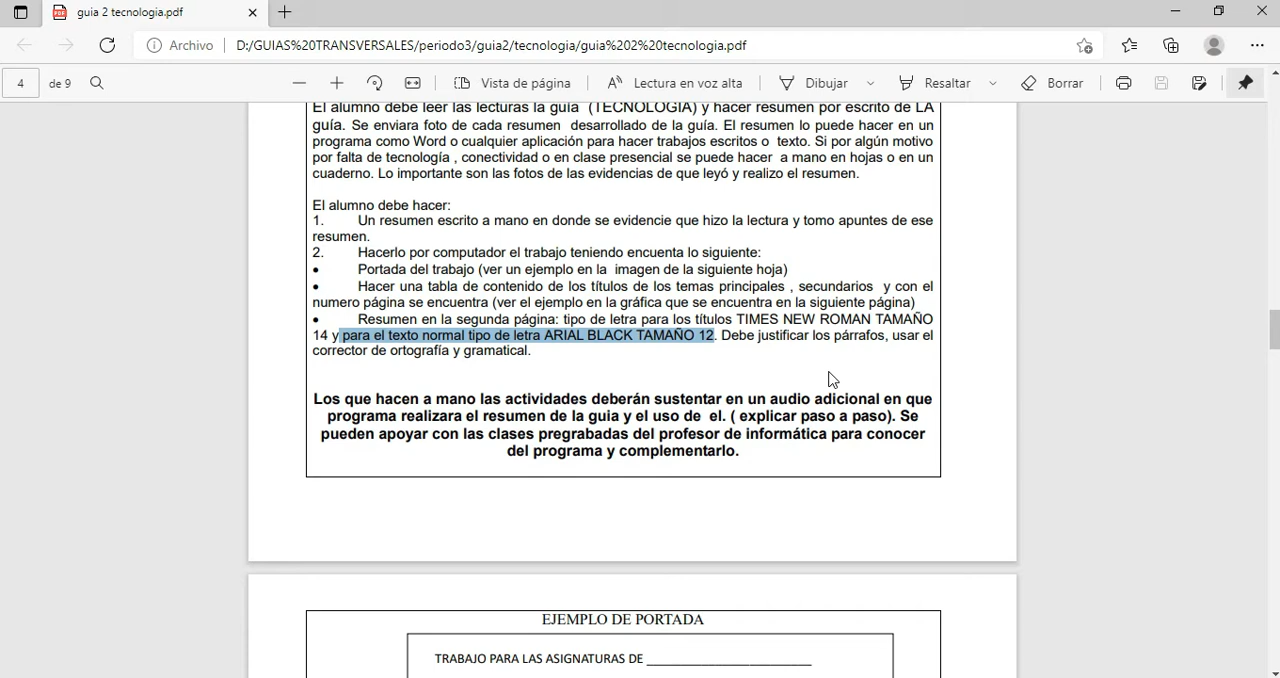 guia 2 tecnologia.pdf
Archivo D:/GUIAS%20TRANSVERSALES/periodo3/guia2/tecnologia/guia%202%20tecnologia.pdf
4 de 9 Vista de página Lectura en voz alta Dibujar Resaltar Borrar
El alumno debe leer las lecturas la guía (TECNOLOGIA) y hacer resumen por escrito de LA
guía. Se enviara foto de cada resumen desarrollado de la guía. El resumen lo puede hacer en un
programa como Word o cualquier aplicación para hacer trabajos escritos o texto. Si por algún motivo
por falta de tecnología , conectividad o en clase presencial se puede hacer a mano en hojas o en un
cuaderno. Lo importante son las fotos de las evidencias de que leyó y realizo el resumen.
El alumno debe hacer:
1. Un resumen escrito a mano en donde se evidencie que hizo la lectura y tomo apuntes de ese
resumen.
2. Hacerlo por computador el trabajo teniendo encuenta lo siguiente:
• Portada del trabajo (ver un ejemplo en la imagen de la siguiente hoja)
• Hacer una tabla de contenido de los títulos de los temas principales , secundarios y con el
numero página se encuentra (ver el ejemplo en la gráfica que se encuentra en la siguiente página)
• Resumen en la segunda página: tipo de letra para los títulos TIMES NEW ROMAN TAMAÑO
14 y para el texto normal tipo de letra ARIAL BLACK TAMAÑO 12. Debe justificar los párrafos, usar el
corrector de ortografía y gramatical.
Los que hacen a mano las actividades deberán sustentar en un audio adicional en que
programa realizara el resumen de la guia y el uso de el. ( explicar paso a paso). Se
pueden apoyar con las clases pregrabadas del profesor de informática para conocer
del programa y complementarlo.
EJEMPLO DE PORTADA
TRABAJO PARA LAS ASIGNATURAS DE ____________________________